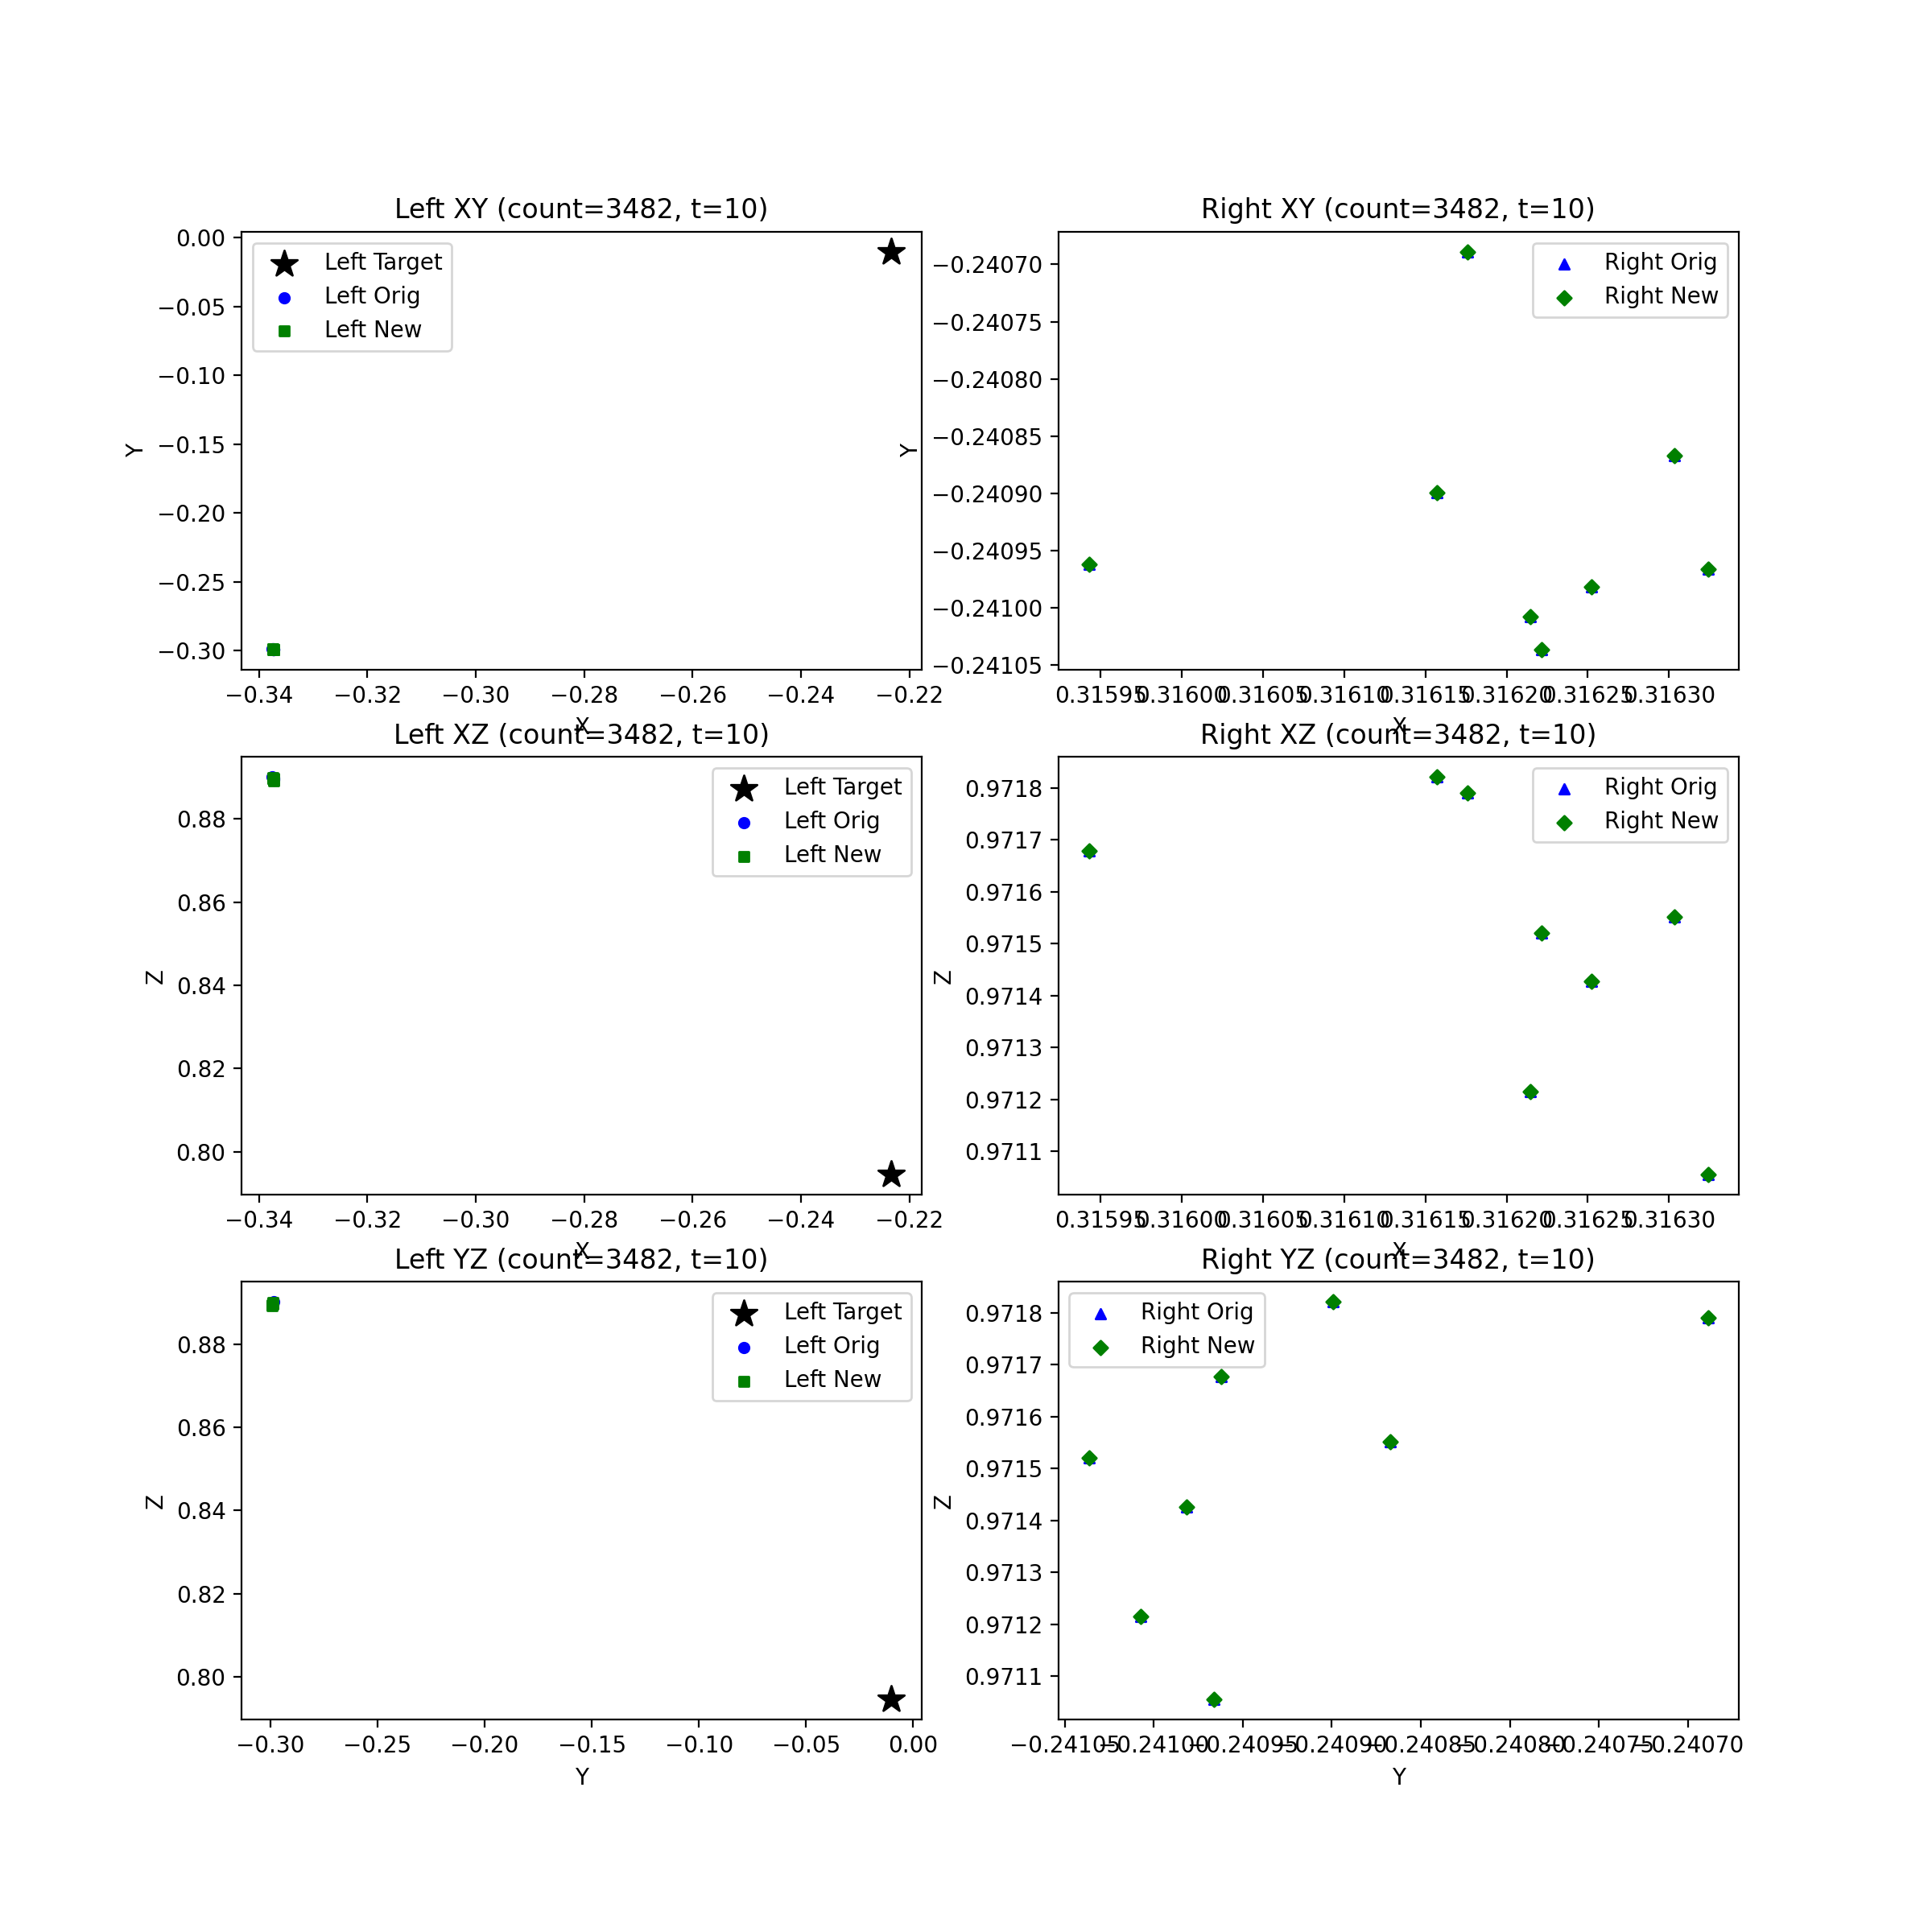 Left XY (count=3482, t=10)
0.00
−0.05
−0.10
−0.15
−0.20
−0.25
−0.30
Y
Left Target
Left Orig
Left New
−0.34 −0.32 −0.30 −0.28 −0.26 −0.24 −0.22
X
Right XY (count=3482, t=10)
−0.24070
−0.24075
−0.24080
−0.24085
−0.24090
−0.24095
−0.24100
−0.24105
Y
Right Orig
Right New
0.31595 0.31600 0.31605 0.31610 0.31615 0.31620 0.31625 0.31630
X
Left XZ (count=3482, t=10)
0.88
0.86
0.84
0.82
0.80
Z
Left Target
Left Orig
Left New
−0.34 −0.32 −0.30 −0.28 −0.26 −0.24 −0.22
X
Right XZ (count=3482, t=10)
0.9718
0.9717
0.9716
0.9715
0.9714
0.9713
0.9712
0.9711
Z
Right Orig
Right New
0.31595 0.31600 0.31605 0.31610 0.31615 0.31620 0.31625 0.31630
X
Left YZ (count=3482, t=10)
0.88
0.86
0.84
0.82
0.80
Z
Left Target
Left Orig
Left New
−0.30 −0.25 −0.20 −0.15 −0.10 −0.05 0.00
Y
Right YZ (count=3482, t=10)
0.9718
0.9717
0.9716
0.9715
0.9714
0.9713
0.9712
0.9711
Z
Right Orig
Right New
−0.24105 −0.24100 −0.24095 −0.24090 −0.24085 −0.24080 −0.24075 −0.24070
Y